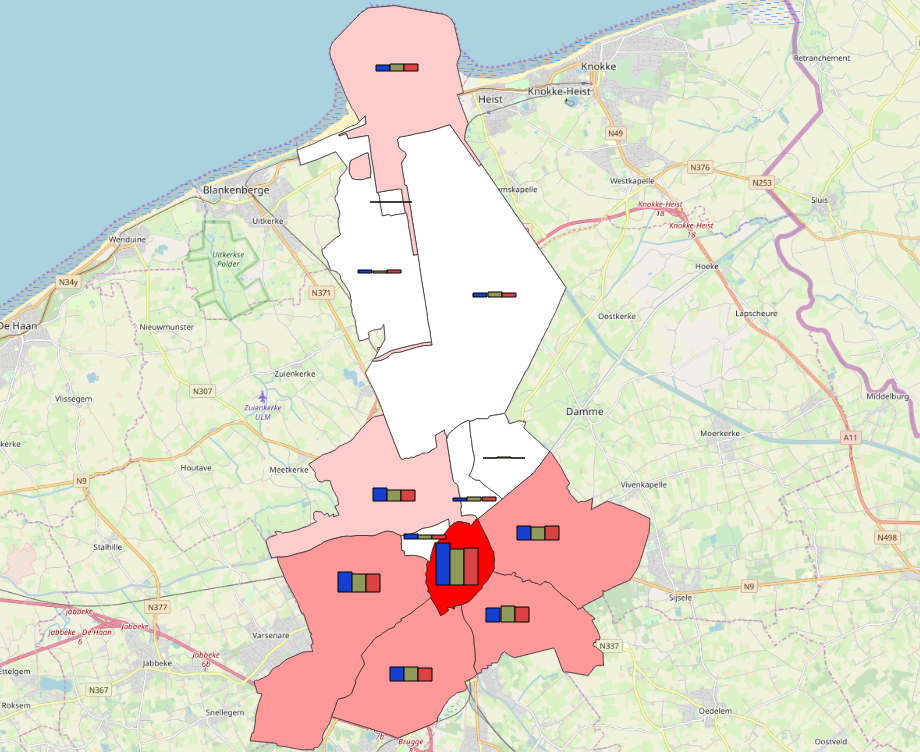 Retranchement
Knokke
Knokke-Heist
Heist
N49
N376
N253
Westkapelle
mskapelle
Sluis
Blankenberge
Uitkerke
Knokke-Heist
18
Knokke-Heist
18
Wenduine
Uitkerkse
Polder
Hoeke
N34y
N371
Oostkerke
Lapscheure
De Haan
Nieuwmunster
Zuienkerke
N307
Vlissegem
Zuienkerke
ULM
Middelburg
Damme
Moerkerke
A11
kerke
Meetkerke
Houtave
N9
Vivenkapelle
Stalhille
N498
N9
Sijsele
N377
Jabbeke
Jabbeke - De Haan
6
Jabbeke
6b
Varsenare
Jabbeke
N337
Ettelgem
N367
Roksem
Snellegem
Oedelem
7b
Brugge
Oostveld